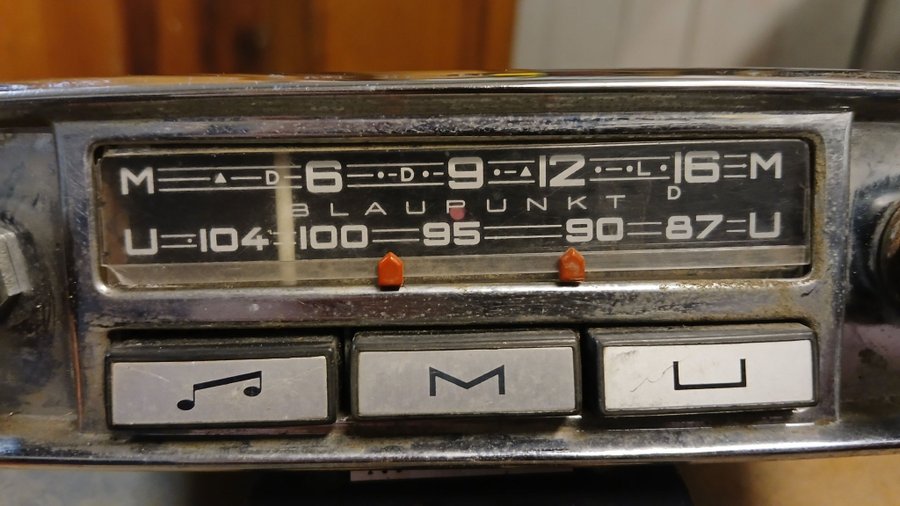 M D 6 D 9 12 L 16 M
D
BLAUPUNKT
U 104 100 95 90 87 U
M U